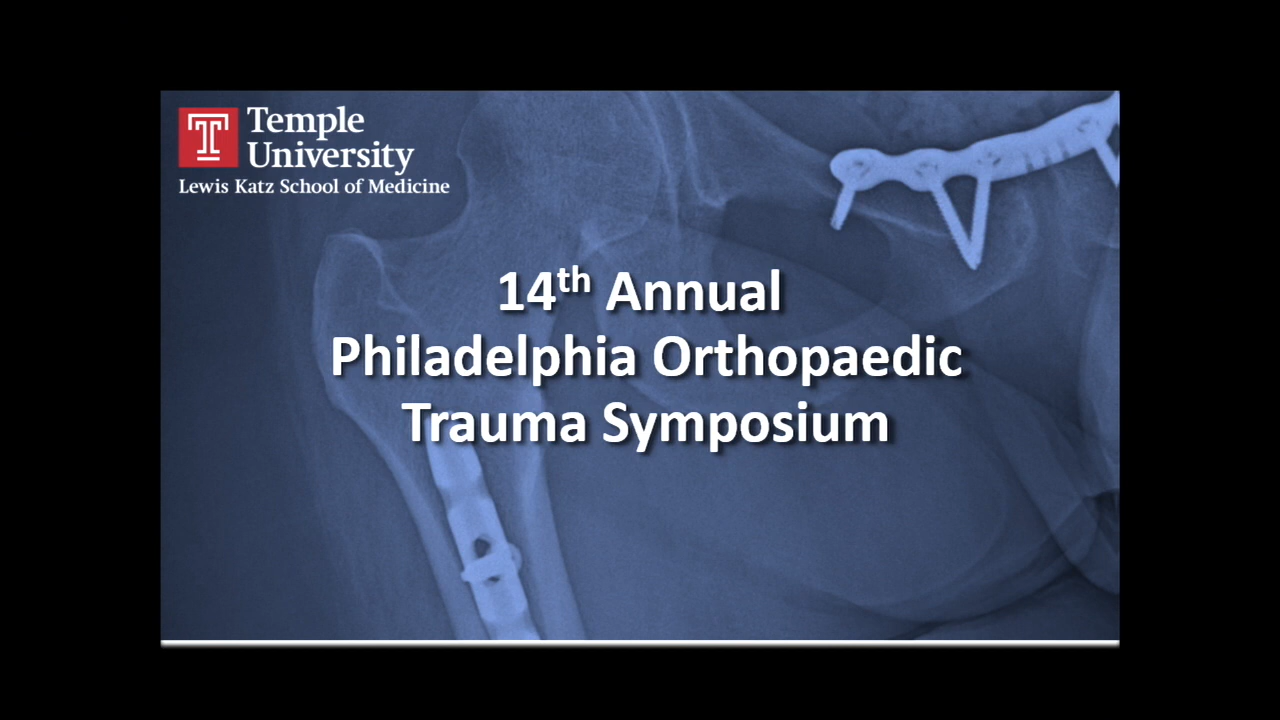 Temple
University
Lewis Katz School of Medicine
14th Annual
Philadelphia Orthopaedic
Trauma Symposium